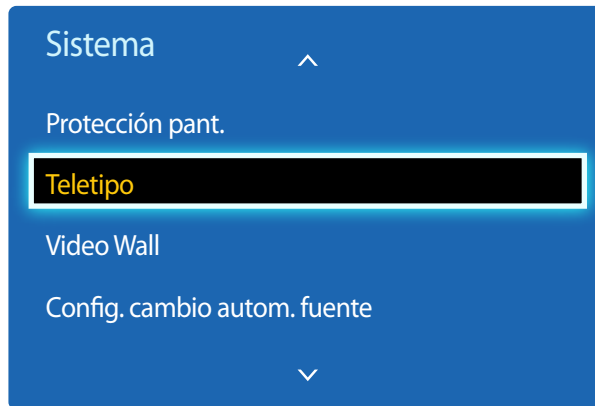 Sistema
Protección pant.
Teletipo
Video Wall
Config. cambio autom. fuente